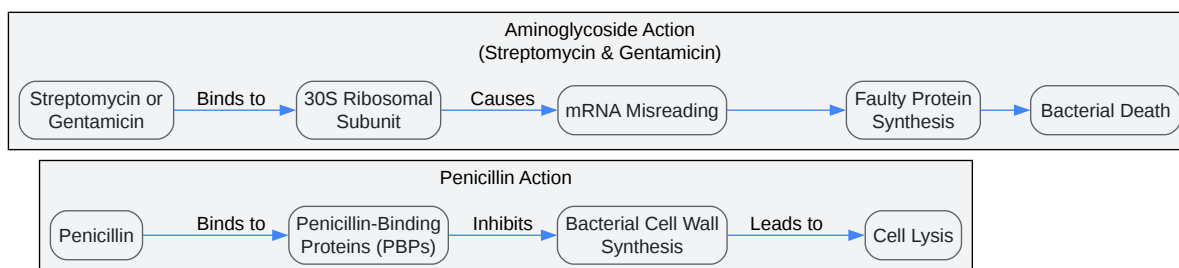 Aminoglycoside Action
(Streptomycin & Gentamicin)
Streptomycin or
Gentamicin
Binds to
30S Ribosomal
Subunit
Causes
mRNA Misreading
Faulty Protein
Synthesis
Bacterial Death
Penicillin Action
Penicillin
Binds to
Penicillin-Binding
Proteins (PBPs)
Inhibits
Bacterial Cell Wall
Synthesis
Leads to
Cell Lysis